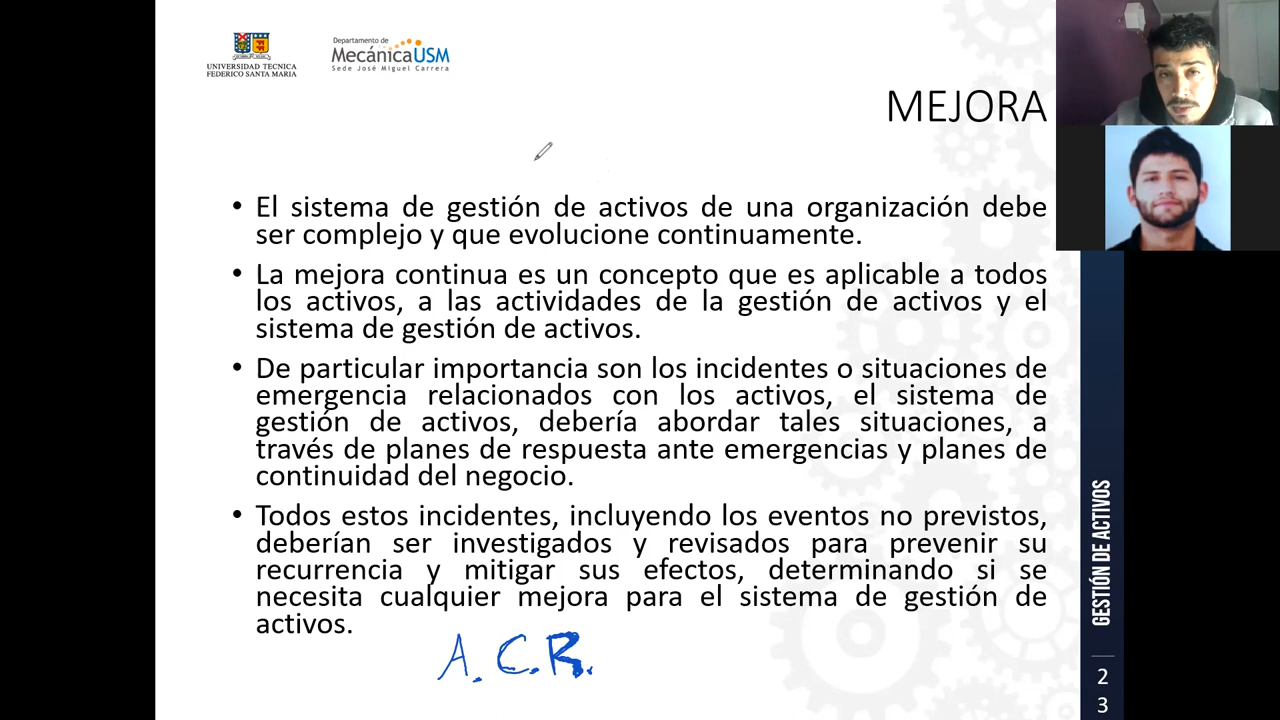 UNIVERSIDAD TECNICA
FEDERICO SANTA MARIA
Departamento de
MecánicaUSM
Sede José Miguel Carrera
MEJORA
• El sistema de gestión de activos de una organización debe
ser complejo y que evolucione continuamente.
• La mejora continua es un concepto que es aplicable a todos
los activos, a las actividades de la gestión de activos y el
sistema de gestión de activos.
• De particular importancia son los incidentes o situaciones de
emergencia relacionados con los activos, el sistema de
gestión de activos, debería abordar tales situaciones, a
través de planes de respuesta ante emergencias y planes de
continuidad del negocio.
• Todos estos incidentes, incluyendo los eventos no previstos,
deberían ser investigados y revisados para prevenir su
recurrencia y mitigar sus efectos, determinando si se
necesita cualquier mejora para el sistema de gestión de
activos.
A. C. R.
GESTIÓN DE ACTIVOS
2
3